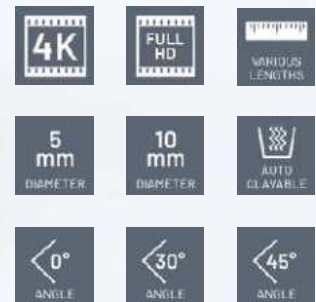 4K
FULL
HD
VARIOUS
LENGTHS
5
mm
DIAMETER
10
mm
DIAMETER
AUTO
CLAVABLE
0°
ANGLE
30°
ANGLE
45°
ANGLE